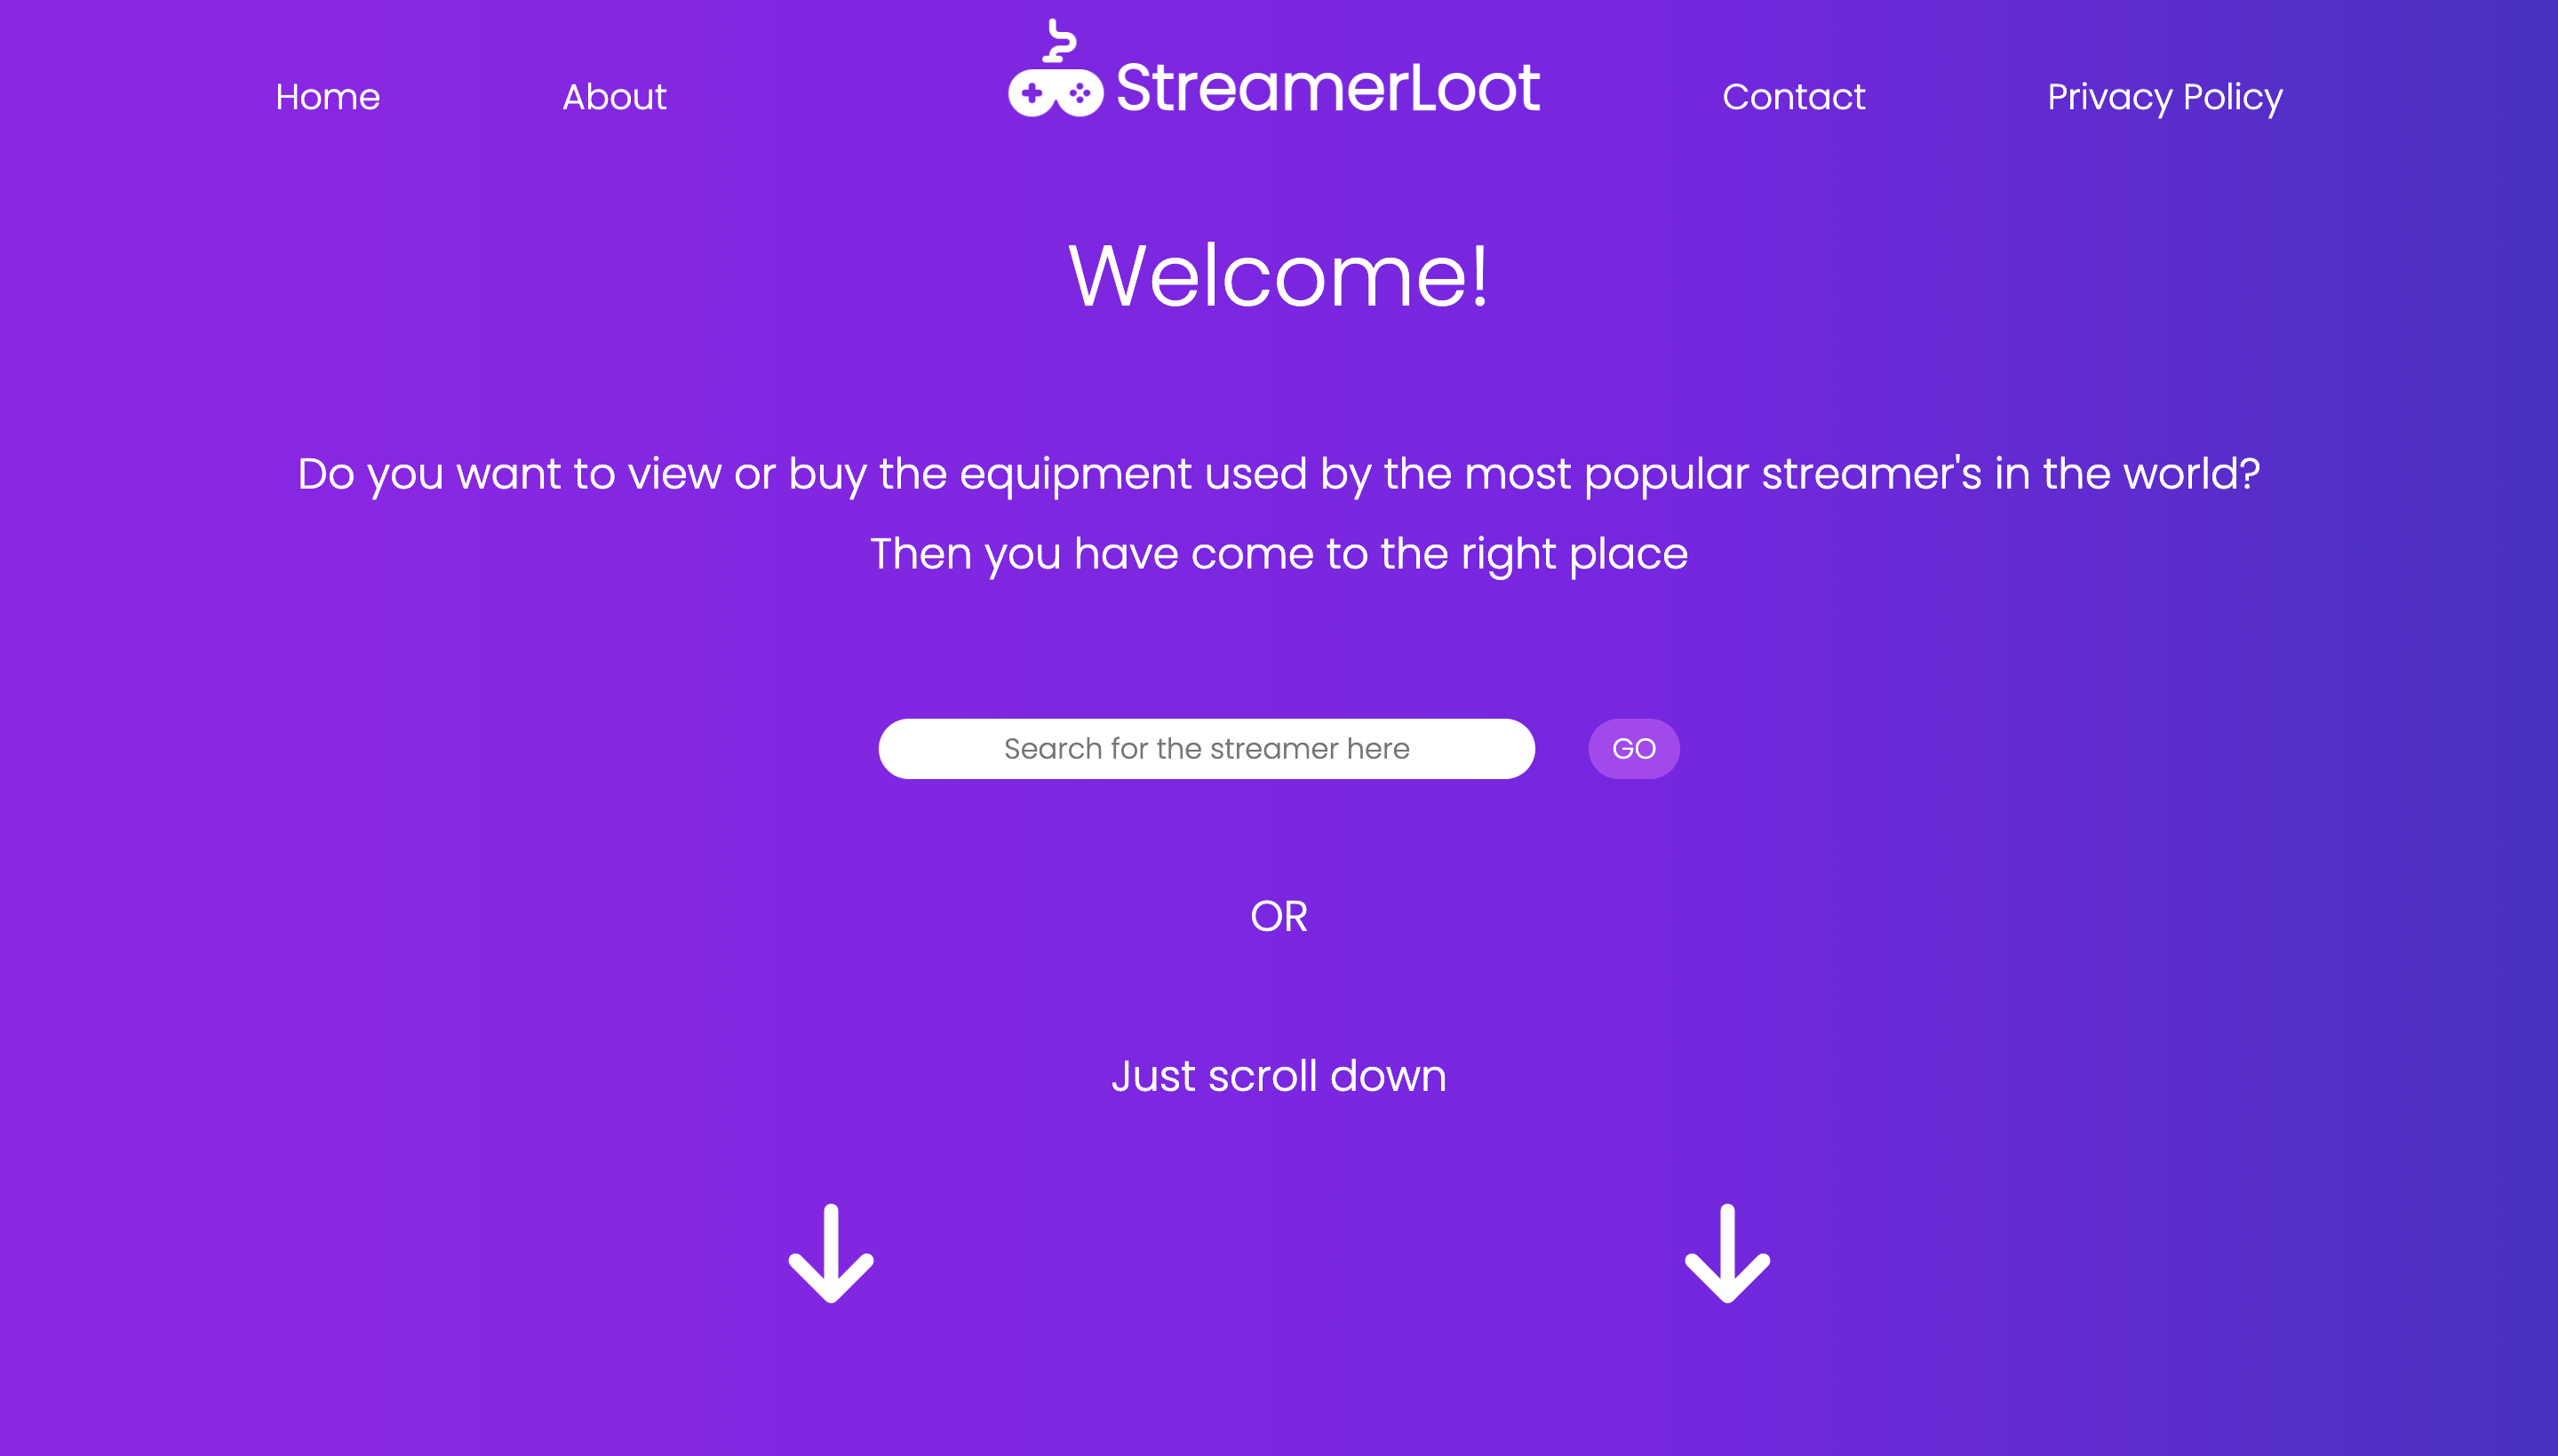 Home
About
StreamerLoot
Contact
Privacy Policy
Welcome!
Do you want to view or buy the equipment used by the most popular streamer's in the world?
Then you have come to the right place
Search for the streamer here
GO
OR
Just scroll down